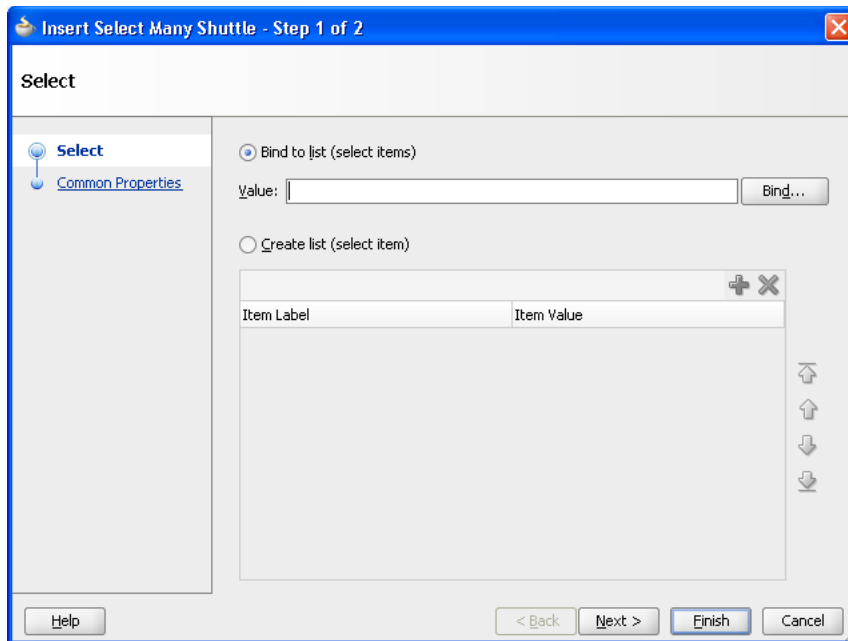 Insert Select Many Shuttle - Step 1 of 2
Select
Select
Common Properties
Bind to list (select items)
Value:
Bind...
Create list (select item)
Item Label Item Value
Help < Back Next > Finish Cancel